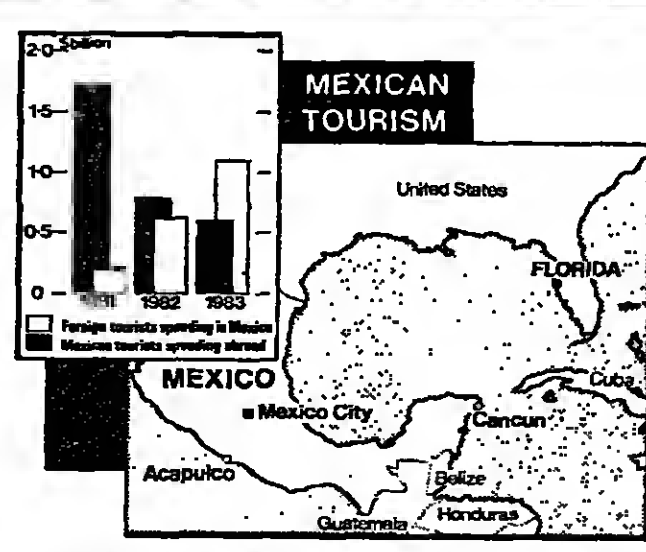 2·0
$ billion
1·5
1·0
0·5
0
1981 1982 1983
Foreign tourists spending in Mexico
Mexican tourists spending abroad
MEXICAN
TOURISM
United States
FLORIDA
Cuba
MEXICO
Mexico City
Cancun
Acapulco
Belize
Guatemala
Honduras